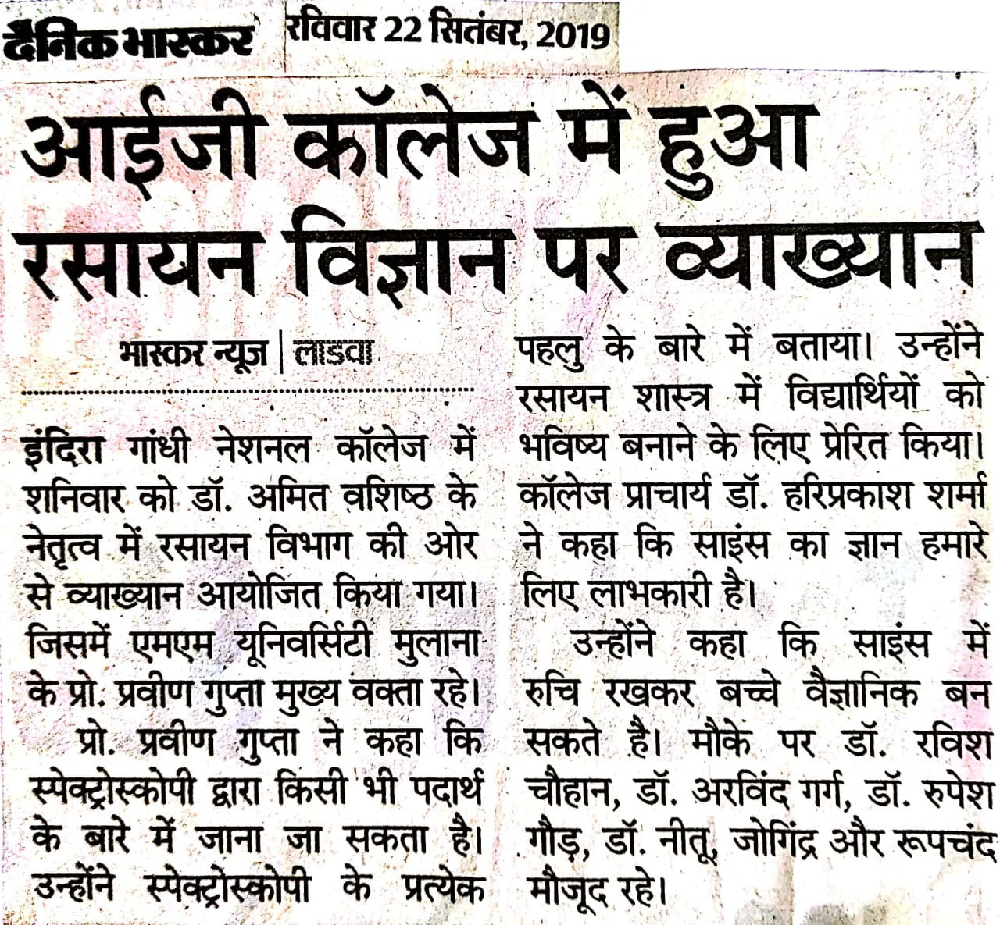 दैनिक भास्कर
रविवार 22 सितंबर, 2019
आईजी कॉलेज में हुआ
रसायन विज्ञान पर व्याख्यान
भास्कर न्यूज | लाडवा
इंदिरा गांधी नेशनल कॉलेज में
शनिवार को डॉ. अमित वशिष्ठ के
नेतृत्व में रसायन विभाग की ओर
से व्याख्यान आयोजित किया गया।
जिसमें एमएम यूनिवर्सिटी मुलाना
के प्रो. प्रवीण गुप्ता मुख्य वक्ता रहे।
प्रो. प्रवीण गुप्ता ने कहा कि
स्पेक्ट्रोस्कोपी द्वारा किसी भी पदार्थ
के बारे में जाना जा सकता है।
उन्होंने स्पेक्ट्रोस्कोपी के प्रत्येक
पहलु के बारे में बताया। उन्होंने
रसायन शास्त्र में विद्यार्थियों को
भविष्य बनाने के लिए प्रेरित किया।
कॉलेज प्राचार्य डॉ. हरिप्रकाश शर्मा
ने कहा कि साइंस का ज्ञान हमारे
लिए लाभकारी है।
उन्होंने कहा कि साइंस में
रुचि रखकर बच्चे वैज्ञानिक बन
सकते है। मौके पर डॉ. रविश
चौहान, डॉ. अरविंद गर्ग, डॉ. रुपेश
गौड़, डॉ. नीतू, जोगिंद्र और रूपचंद
मौजूद रहे।